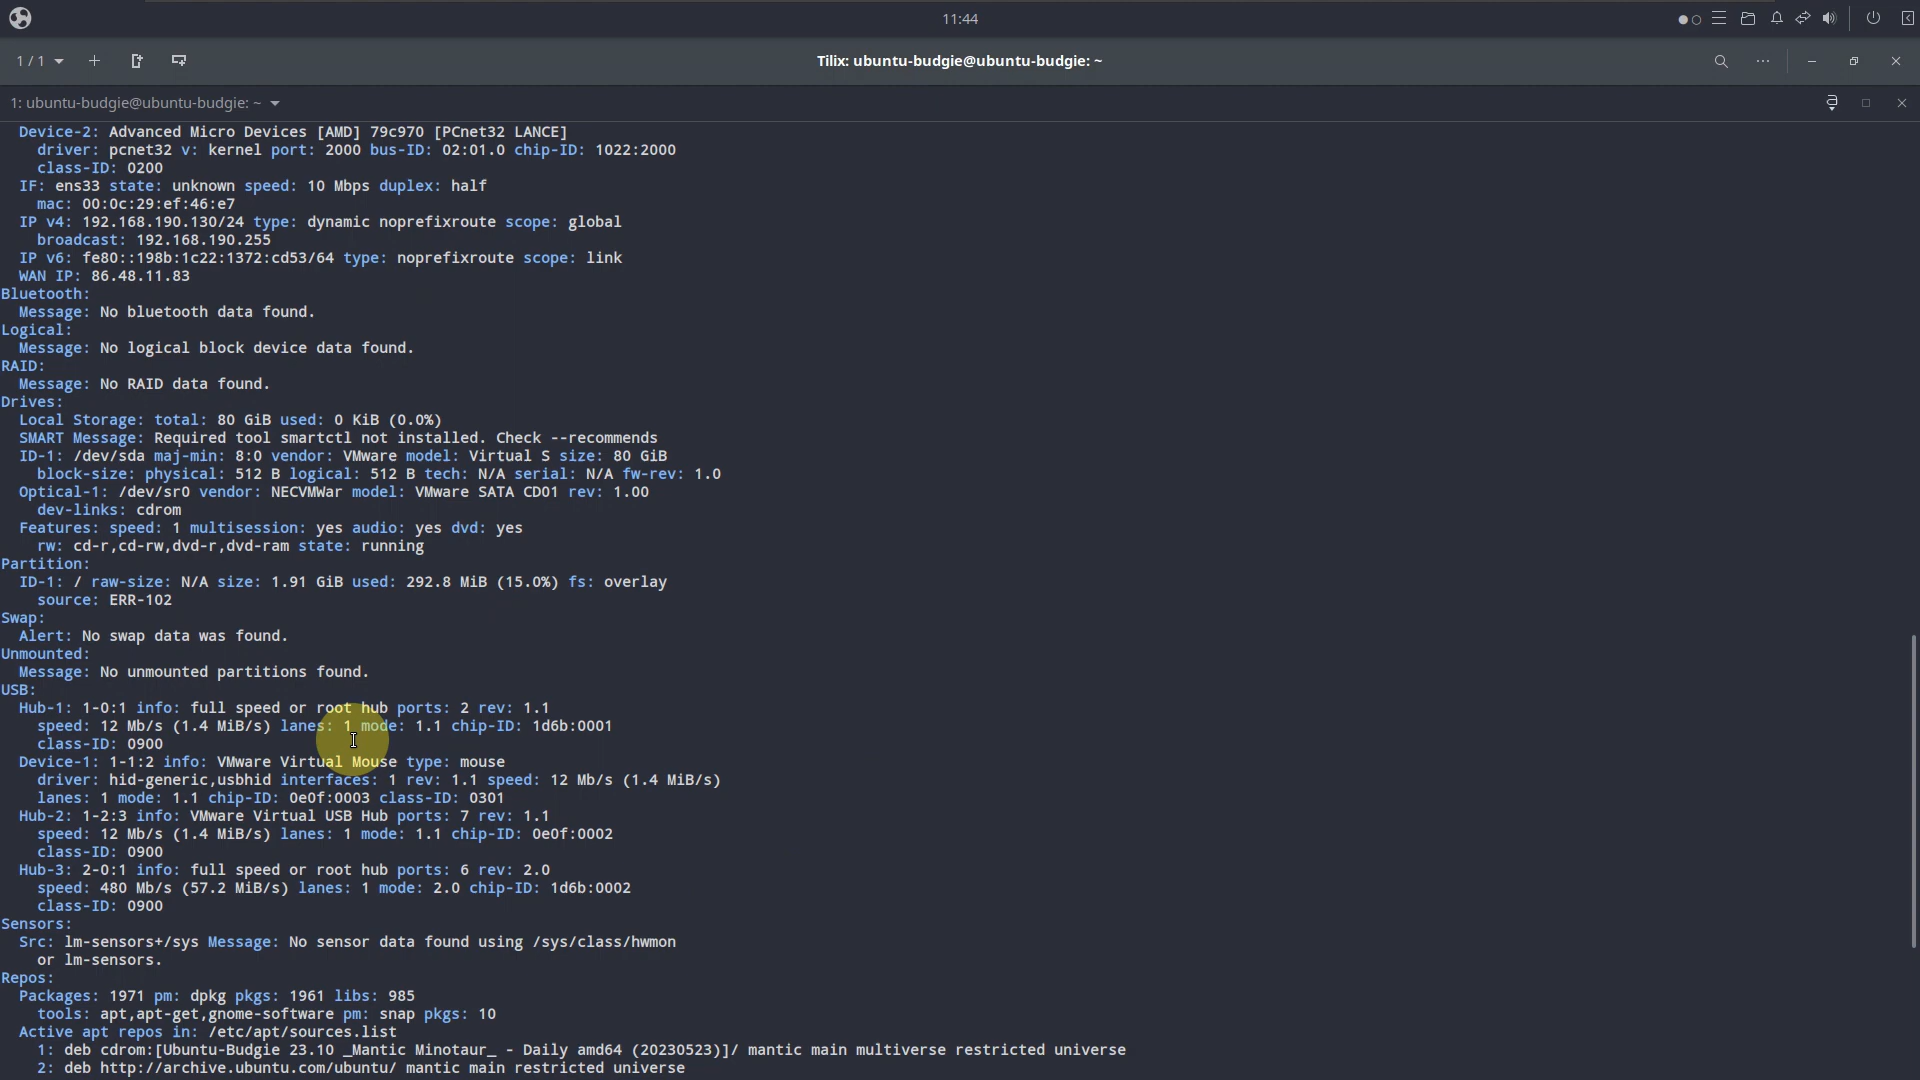 11:44
1 / 1
Tilix: ubuntu-budgie@ubuntu-budgie: ~
1: ubuntu-budgie@ubuntu-budgie: ~
Device-2: Advanced Micro Devices [AMD] 79c970 [PCnet32 LANCE]
driver: pcnet32 v: kernel port: 2000 bus-ID: 02:01.0 chip-ID: 1022:2000
class-ID: 0200
IF: ens33 state: unknown speed: 10 Mbps duplex: half
mac: 00:0c:29:ef:46:e7
IP v4: 192.168.190.130/24 type: dynamic noprefixroute scope: global
broadcast: 192.168.190.255
IP v6: fe80::198b:1c22:1372:cd53/64 type: noprefixroute scope: link
WAN IP: 86.48.11.83
Bluetooth:
Message: No bluetooth data found.
Logical:
Message: No logical block device data found.
RAID:
Message: No RAID data found.
Drives:
Local Storage: total: 80 GiB used: 0 KiB (0.0%)
SMART Message: Required tool smartctl not installed. Check --recommends
ID-1: /dev/sda maj-min: 8:0 vendor: VMware model: Virtual S size: 80 GiB
block-size: physical: 512 B logical: 512 B tech: N/A serial: N/A fw-rev: 1.0
Optical-1: /dev/sr0 vendor: NECVMWar model: VMware SATA CD01 rev: 1.00
dev-links: cdrom
Features: speed: 1 multisession: yes audio: yes dvd: yes
rw: cd-r,cd-rw,dvd-r,dvd-ram state: running
Partition:
ID-1: / raw-size: N/A size: 1.91 GiB used: 292.8 MiB (15.0%) fs: overlay
source: ERR-102
Swap:
Alert: No swap data was found.
Unmounted:
Message: No unmounted partitions found.
USB:
Hub-1: 1-0:1 info: full speed or root hub ports: 2 rev: 1.1
speed: 12 Mb/s (1.4 MiB/s) lanes: 1 mode: 1.1 chip-ID: 1d6b:0001
class-ID: 0900
Device-1: 1-1:2 info: VMware Virtual Mouse type: mouse
driver: hid-generic,usbhid interfaces: 1 rev: 1.1 speed: 12 Mb/s (1.4 MiB/s)
lanes: 1 mode: 1.1 chip-ID: 0e0f:0003 class-ID: 0301
Hub-2: 1-2:3 info: VMware Virtual USB Hub ports: 7 rev: 1.1
speed: 12 Mb/s (1.4 MiB/s) lanes: 1 mode: 1.1 chip-ID: 0e0f:0002
class-ID: 0900
Hub-3: 2-0:1 info: full speed or root hub ports: 6 rev: 2.0
speed: 480 Mb/s (57.2 MiB/s) lanes: 1 mode: 2.0 chip-ID: 1d6b:0002
class-ID: 0900
Sensors:
Src: lm-sensors+/sys Message: No sensor data found using /sys/class/hwmon
or lm-sensors.
Repos:
Packages: 1971 pm: dpkg pkgs: 1961 libs: 985
tools: apt,apt-get,gnome-software pm: snap pkgs: 10
Active apt repos in: /etc/apt/sources.list
1: deb cdrom:[Ubuntu-Budgie 23.10 _Mantic Minotaur_ - Daily amd64 (20230523)]/ mantic main multiverse restricted universe
2: deb http://archive.ubuntu.com/ubuntu/ mantic main restricted universe